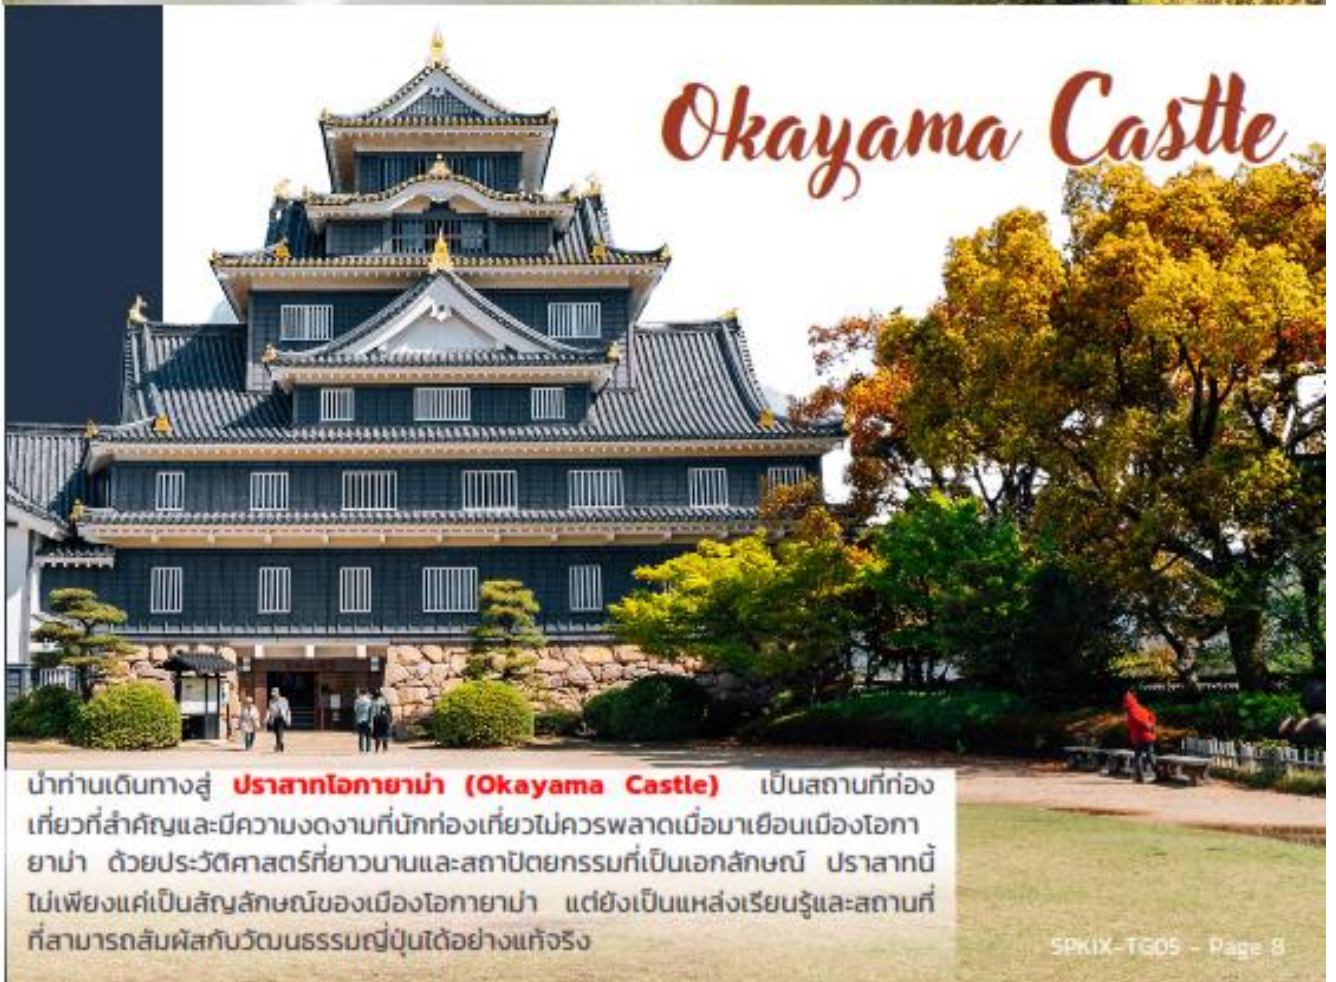 Okayama Castle
นำท่านเดินทางสู่ ปราสาทโอกายาม่า (Okayama Castle) เป็นสถานที่ท่อง
เที่ยวที่สำคัญและมีความงดงามที่นักท่องเที่ยวไม่ควรพลาดเมื่อมาเยือนเมืองโอกา
ยาม่า ด้วยประวัติศาสตร์ที่ยาวนานและสถาปัตยกรรมที่เป็นเอกลักษณ์ ปราสาทนี้
ไม่เพียงแค่เป็นสัญลักษณ์ของเมืองโอกายาม่า แต่ยังเป็นแหล่งเรียนรู้และสถานที่
ที่สามารถสัมผัสกับวัฒนธรรมญี่ปุ่นได้อย่างแท้จริง
SPKIX-TG05 - Page 8